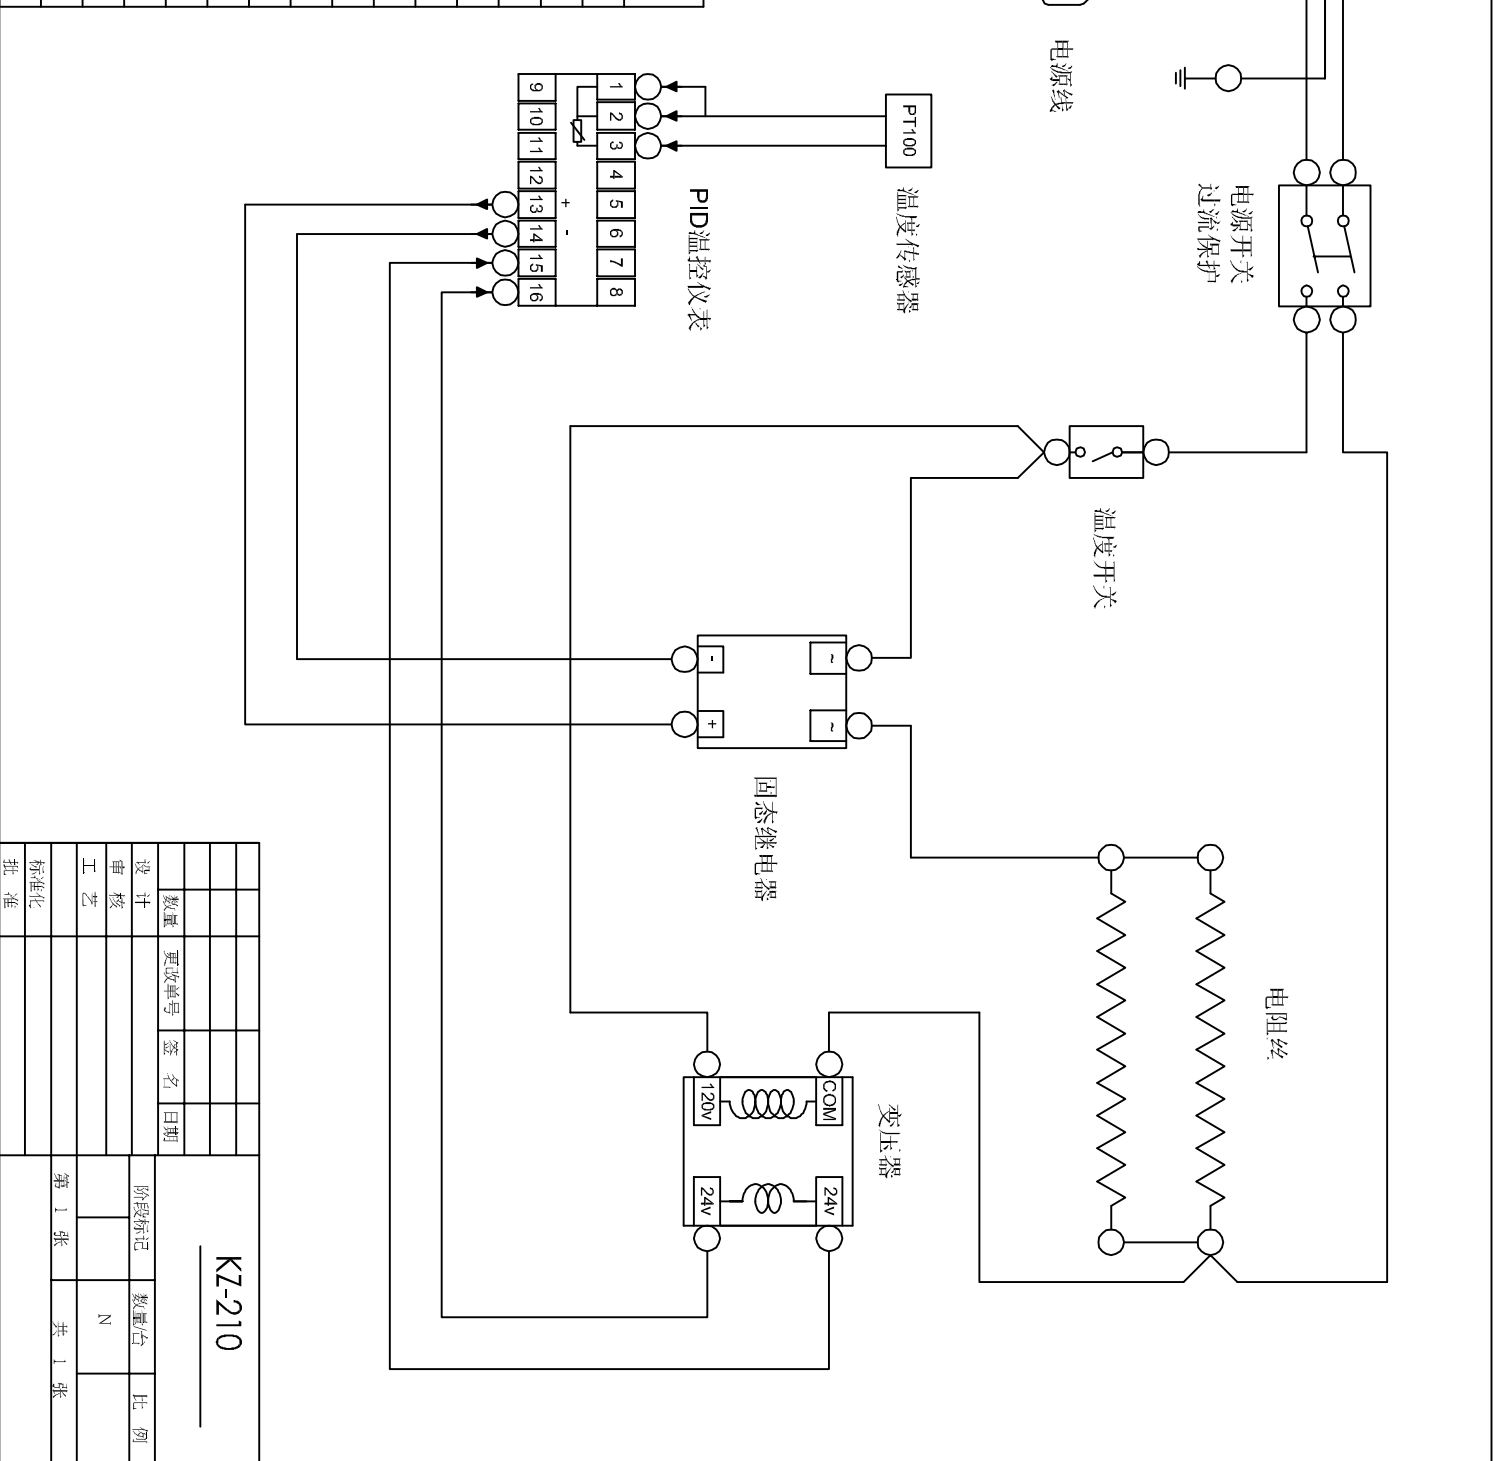 电源线
电源开关
过流保护
PT100
温度传感器
1 2 3 4 5 6 7 8
+ -
9 10 11 12 13 14 15 16
PID温控仪表
温度开关
~ ~
- +
固态继电器
电阻丝
变压器
COM 24v
120v 24v
KZ-210
数量 更改单号 签 名 日期
设 计
审 核
工 艺
标准化
批 准
阶段标记 数量/台 比 例
N
第 1 张 共 1 张